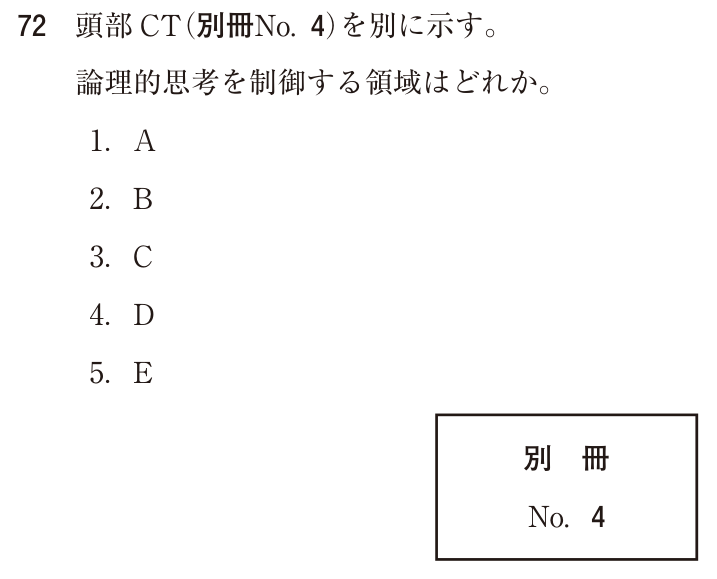 72 頭部 CT(別冊No. 4)を別に示す。
論理的思考を制御する領域はどれか。
1. A
2. B
3. C
4. D
5. E
別 冊
No. 4